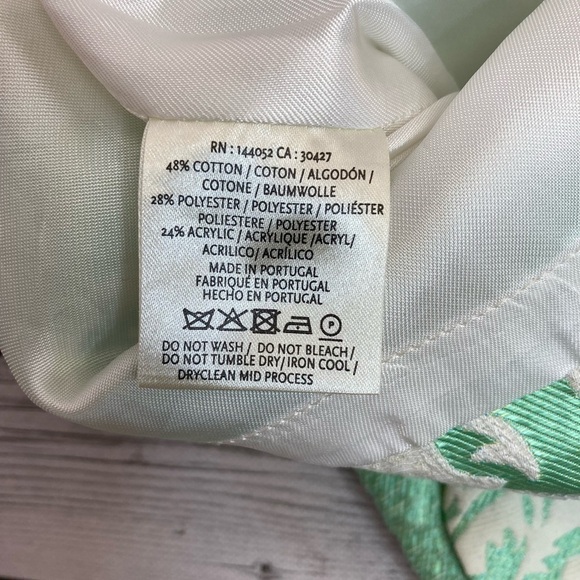 RN : 144052 CA : 30427
48% COTTON / COTON / ALGODÓN /
COTONE / BAUMWOLLE
28% POLYESTER / POLYESTER / POLIÉSTER
POLIESTERE / POLYESTER
24% ACRYLIC / ACRYLIQUE /ACRYL/
ACRILICO/ ACRÍLICO
MADE IN PORTUGAL
FABRIQUÉ EN PORTUGAL
HECHO EN PORTUGAL
P
DO NOT WASH / DO NOT BLEACH /
DO NOT TUMBLE DRY/ IRON COOL /
DRYCLEAN MID PROCESS